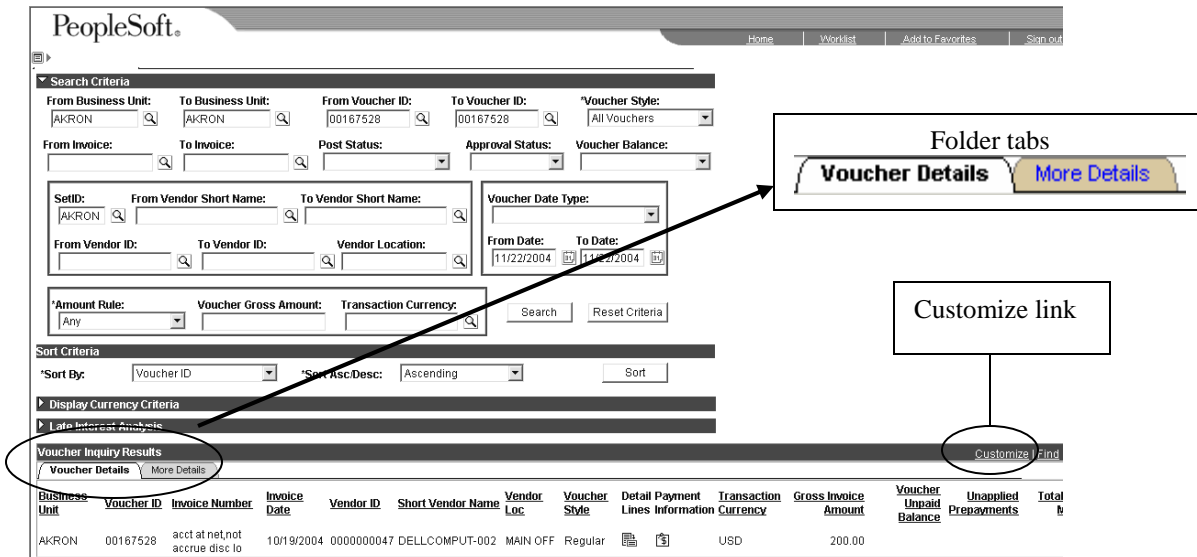 PeopleSoft®
Home | Worklist | Add to Favorites | Sign out
Search Criteria
From Business Unit: To Business Unit: From Voucher ID: To Voucher ID: *Voucher Style:
AKRON AKRON 00167528 00167528 All Vouchers
From Invoice: To Invoice: Post Status: Approval Status: Voucher Balance:
Folder tabs
Voucher Details More Details
SetID: From Vendor Short Name: To Vendor Short Name: Voucher Date Type:
AKRON
From Vendor ID: To Vendor ID: Vendor Location: From Date: To Date:
11/22/2004 11/22/2004
*Amount Rule: Voucher Gross Amount: Transaction Currency:
Any Search Reset Criteria
Customize link
Sort Criteria
*Sort By: Voucher ID *Sort Asc/Desc: Ascending Sort
Display Currency Criteria
Late Interest Analysis
Voucher Inquiry Results Customize | Find
Voucher Details More Details
Business Unit Voucher ID Invoice Number Invoice Date Vendor ID Short Vendor Name Vendor Loc Voucher Style Detail Lines Payment Information Transaction Currency Gross Invoice Amount Voucher Unpaid Balance Unapplied Prepayments Total
AKRON 00167528 acct at net,not accrue disc lo 10/19/2004 0000000047 DELLCOMPUT-002 MAIN OFF Regular USD 200.00